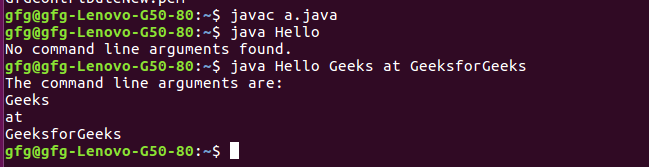 gfg@gfg-Lenovo-G50-80:~$ javac a.java
gfg@gfg-Lenovo-G50-80:~$ java Hello
No command line arguments found.
gfg@gfg-Lenovo-G50-80:~$ java Hello Geeks at GeeksforGeeks
The command line arguments are:
Geeks
at
GeeksforGeeks
gfg@gfg-Lenovo-G50-80:~$